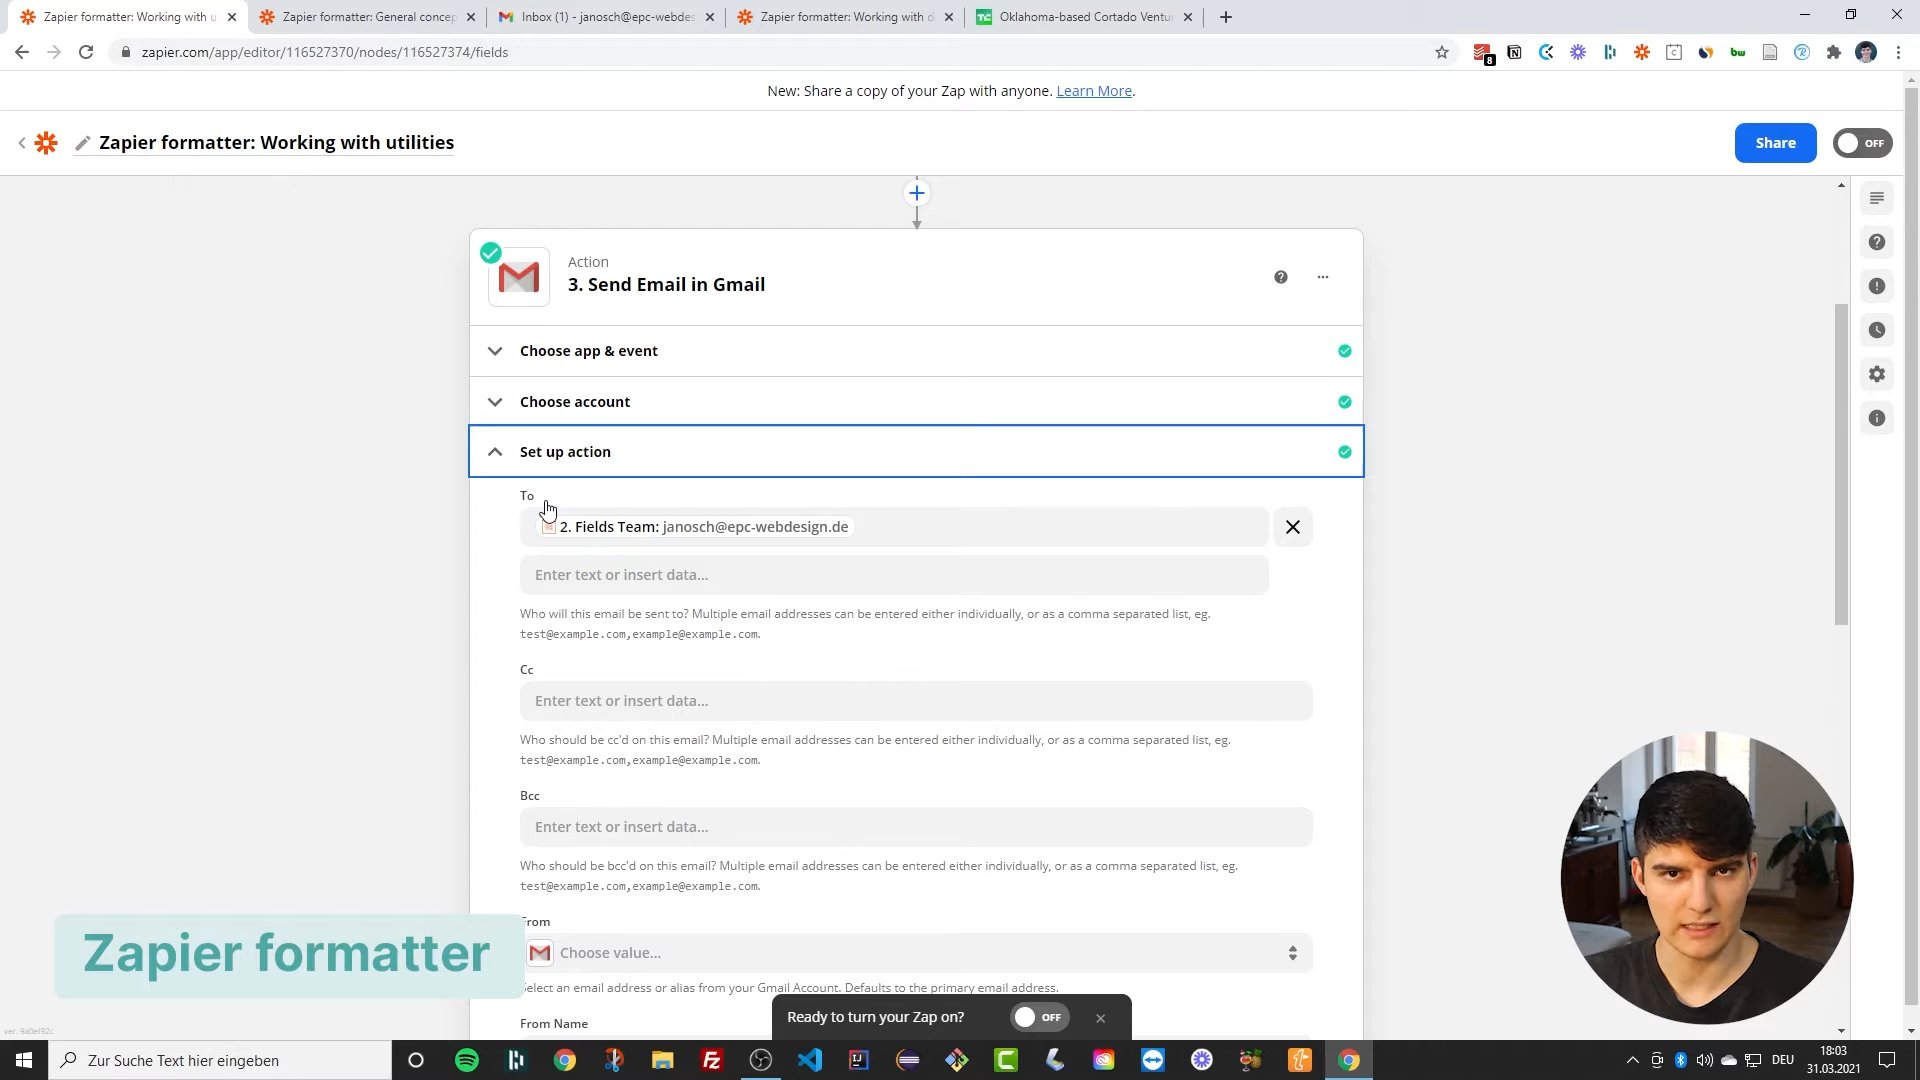 Zapier formatter: Working with u
Zapier formatter: General concep
Inbox (1) - janosch@epc-webdes
Zapier formatter: Working with d
Oklahoma-based Cortado Ventu
zapier.com/app/editor/116527370/nodes/116527374/fields
8
New: Share a copy of your Zap with anyone. Learn More.
Zapier formatter: Working with utilities
Share
OFF
Action
3. Send Email in Gmail
Choose app & event
Choose account
Set up action
To
2. Fields Team: janosch@epc-webdesign.de
Enter text or insert data...
Who will this email be sent to? Multiple email addresses can be entered either individually, or as a comma separated list, eg.
test@example.com,example@example.com.
Cc
Enter text or insert data...
Who should be cc'd on this email? Multiple email addresses can be entered either individually, or as a comma separated list, eg.
test@example.com,example@example.com.
Bcc
Enter text or insert data...
Who should be bcc'd on this email? Multiple email addresses can be entered either individually, or as a comma separated list, eg.
test@example.com,example@example.com.
From
Zapier formatter
Choose value...
Select an email address or alias from your Gmail Account. Defaults to the primary email address.
Ready to turn your Zap on?
OFF
From Name
ver. 9a0ef92c
Zur Suche Text hier eingeben
DEU
18:03
31.03.2021